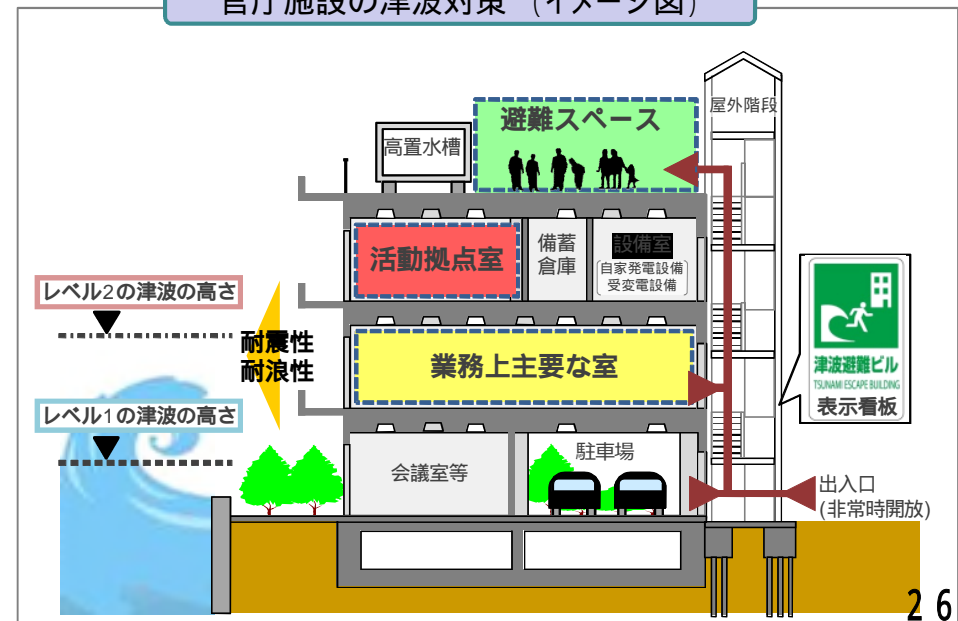 官庁施設の津波対策 (イメージ図)
屋外階段
避難スペース
高置水槽
活動拠点室
備蓄
倉庫
設備室
自家発電設備
受変電設備
レベル2の津波の高さ
耐震性
耐浪性
業務上主要な室
津波避難ビル
TSUNAMI ESCAPE BUILDING
表示看板
レベル1の津波の高さ
会議室等
駐車場
出入口
(非常時開放)
26